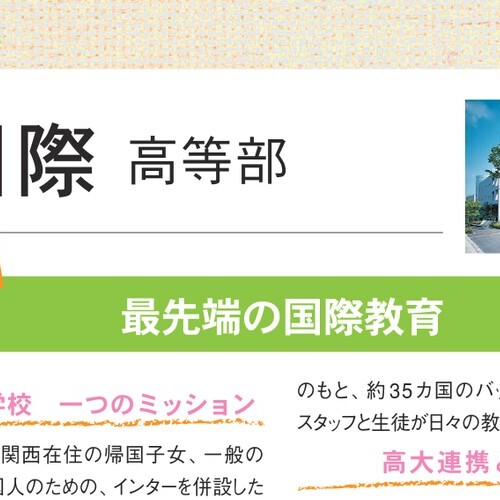 際 高等部
最先端の国際教育
校 一つのミッション
関西在住の帰国子女、一般の
人のための、インターを併設した
のもと、約35カ国のバッ
スタッフと生徒が日々の教
高大連携